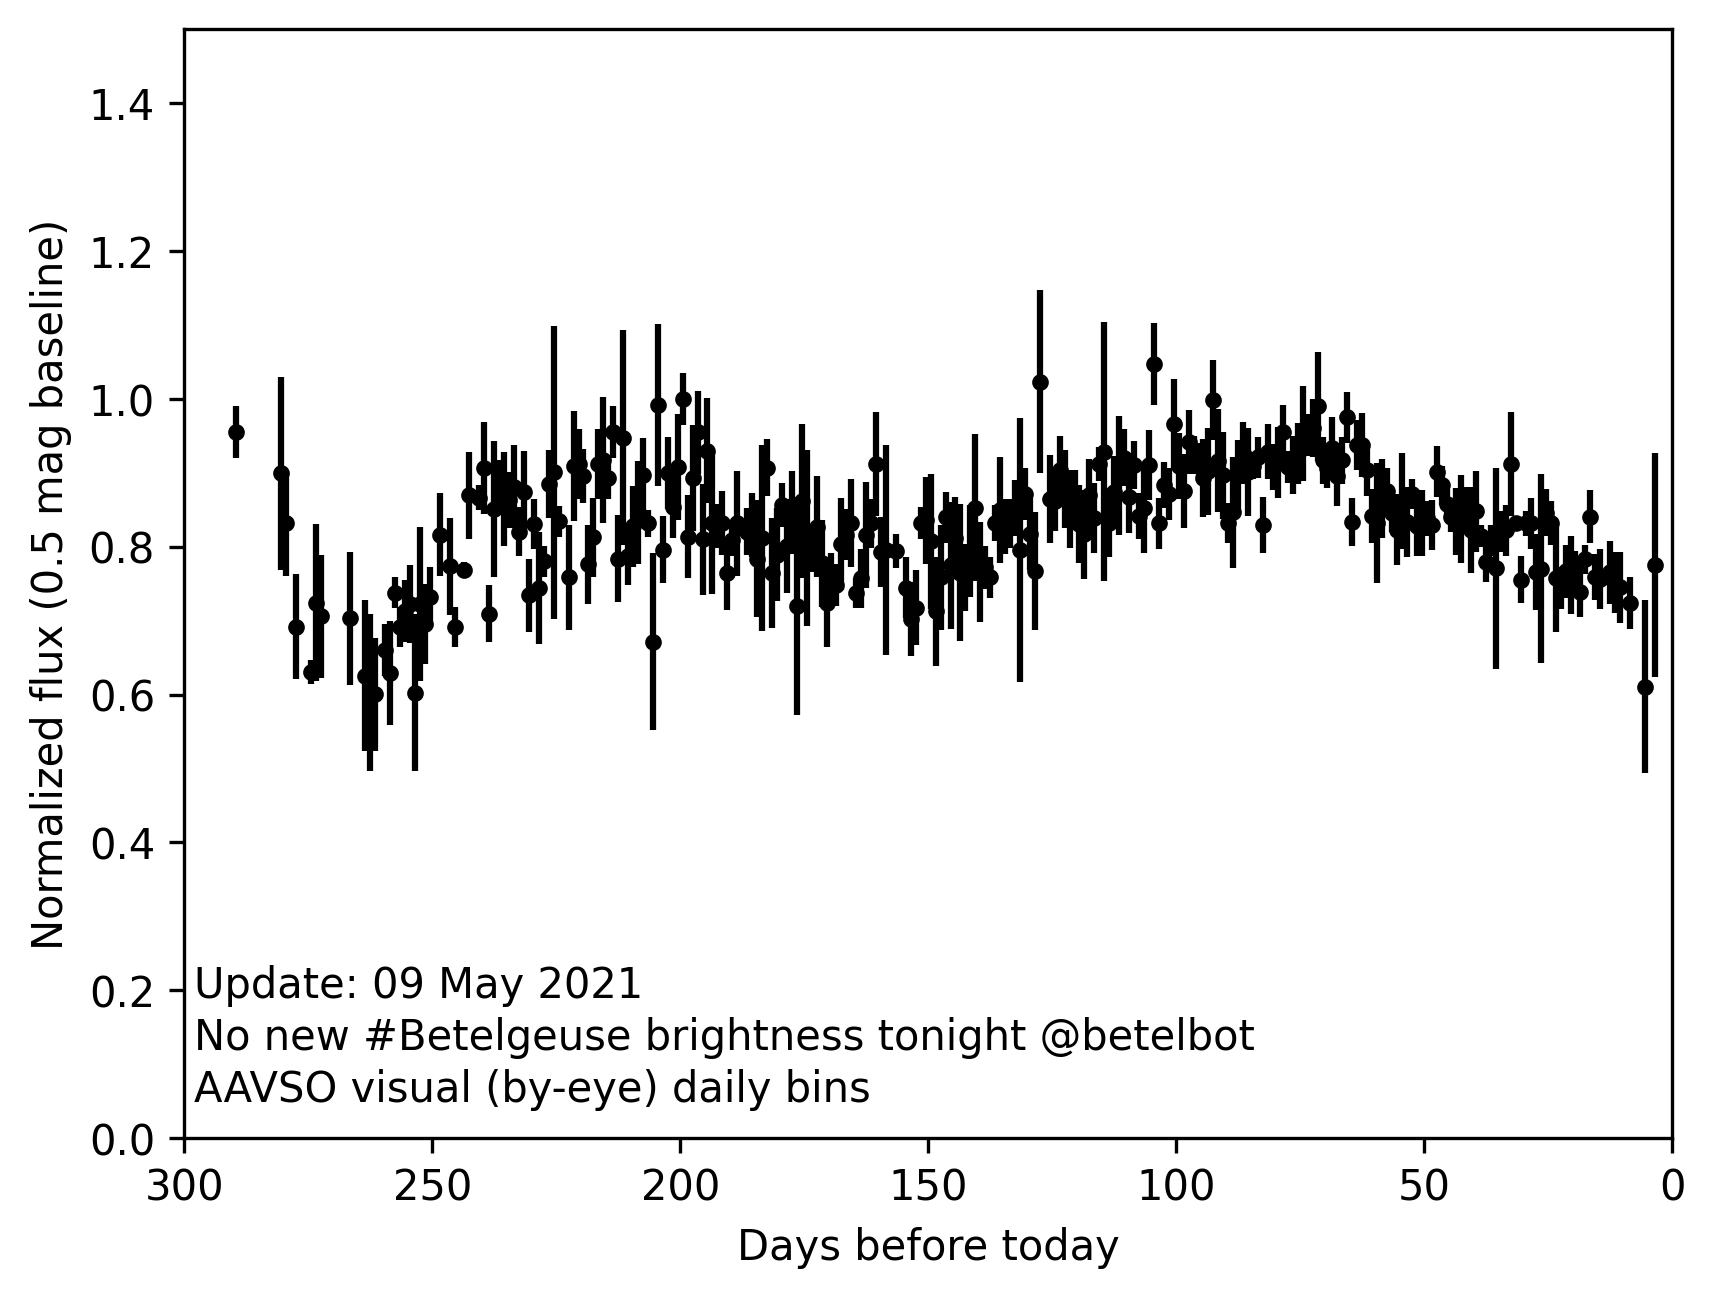 1.4
1.2
1.0
0.8
0.6
0.4
0.2
0.0
Normalized flux (0.5 mag baseline)
Update: 09 May 2021
No new #Betelgeuse brightness tonight @betelbot
AAVSO visual (by-eye) daily bins
300 250 200 150 100 50 0
Days before today